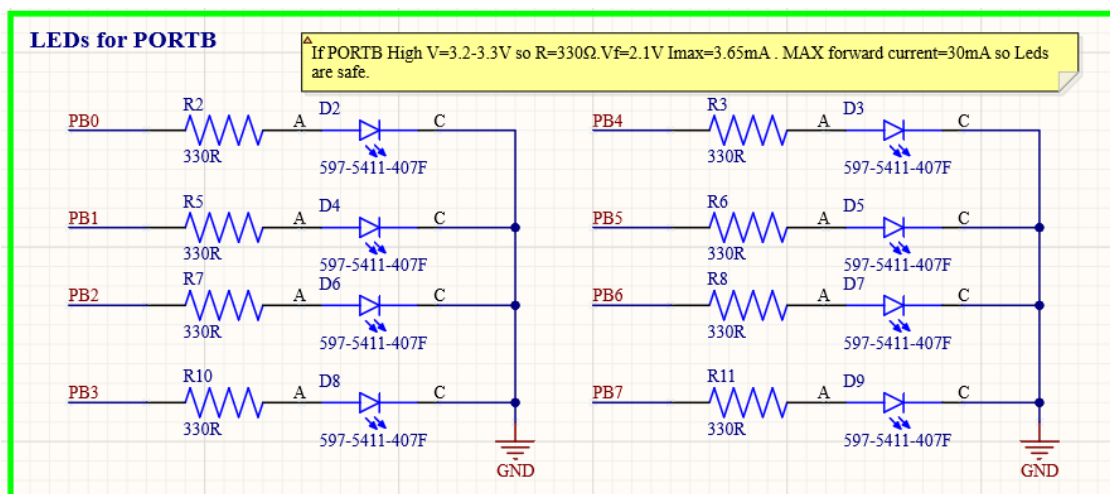 LEDs for PORTB
If PORTB High V=3.2-3.3V so R=330Ω.Vf=2.1V Imax=3.65mA . MAX forward current=30mA so Leds
are safe.
PB0 R2 330R A D2 C 597-5411-407F
PB4 R3 330R A D3 C 597-5411-407F
PB1 R5 330R A D4 C 597-5411-407F
PB5 R6 330R A D5 C 597-5411-407F
PB2 R7 330R A D6 C 597-5411-407F
PB6 R8 330R A D7 C 597-5411-407F
PB3 R10 330R A D8 C 597-5411-407F
PB7 R11 330R A D9 C 597-5411-407F
GND
GND